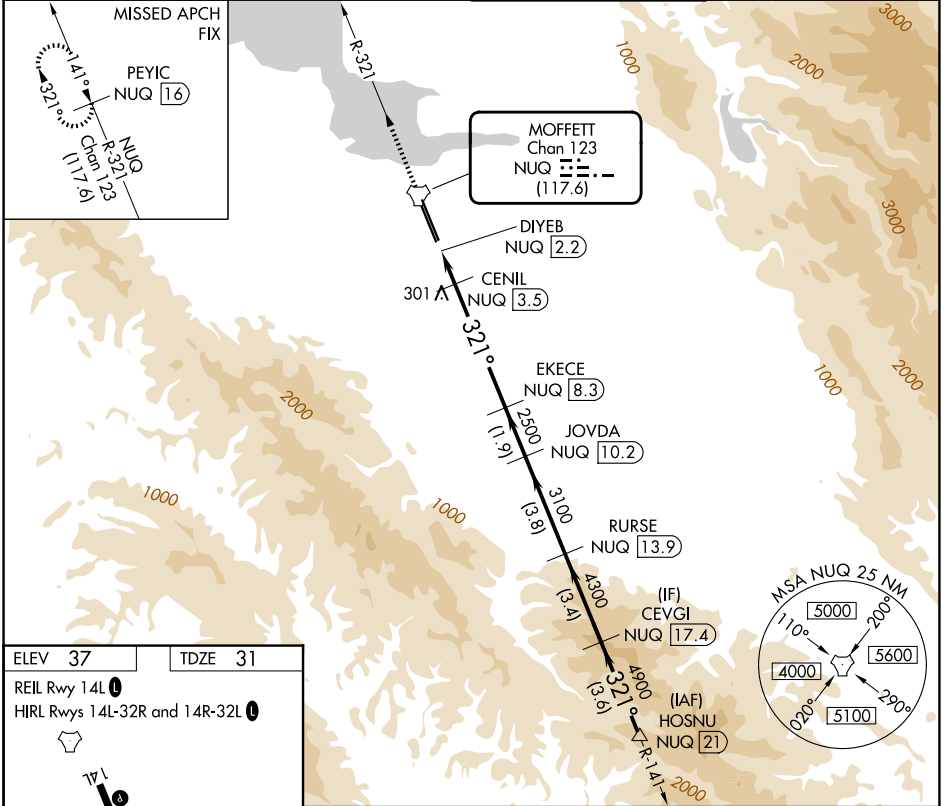 MISSED APCH
FIX
PEYIC
NUQ 16
141°
321°
NUQ
R-321
Chan 123
(117.6)
R-321
MOFFETT
Chan 123
NUQ
(117.6)
DIYEB
NUQ 2.2
CENIL
NUQ 3.5
301
321°
EKECE
NUQ 8.3
2500
(1.9)
JOVDA
NUQ 10.2
3100
(3.8)
RURSE
NUQ 13.9
4300
(3.4)
(IF)
CEVGI
NUQ 17.4
4900
321°
(3.6)
(IAF)
HOSNU
NUQ 21
R-141
3000
2000
1000
3000
1000
2000
2000
1000
1000
2000
MSA NUQ 25 NM
5000
110°
200°
5600
4000
020°
290°
5100
ELEV 37
TDZE 31
REIL Rwy 14L L
HIRL Rwys 14L-32R and 14R-32L L
14L
P